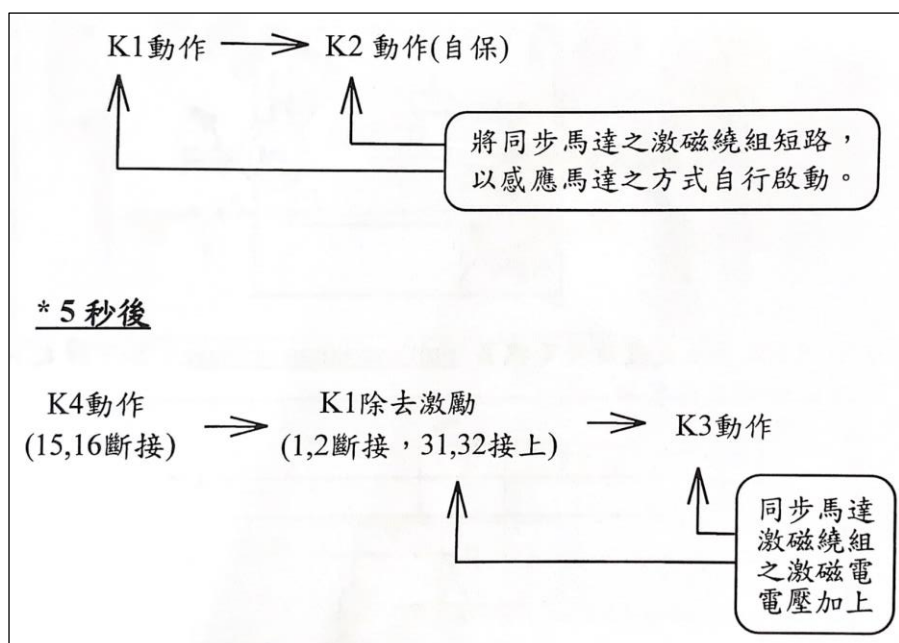 K1動作 K2 動作(自保)
將同步馬達之激磁繞組短路，
以感應馬達之方式自行啟動。
* 5 秒後
K4動作 K1除去激勵 K3動作
(15,16斷接) (1,2斷接，31,32接上)
同步馬達
激磁繞組
之激磁電
電壓加上